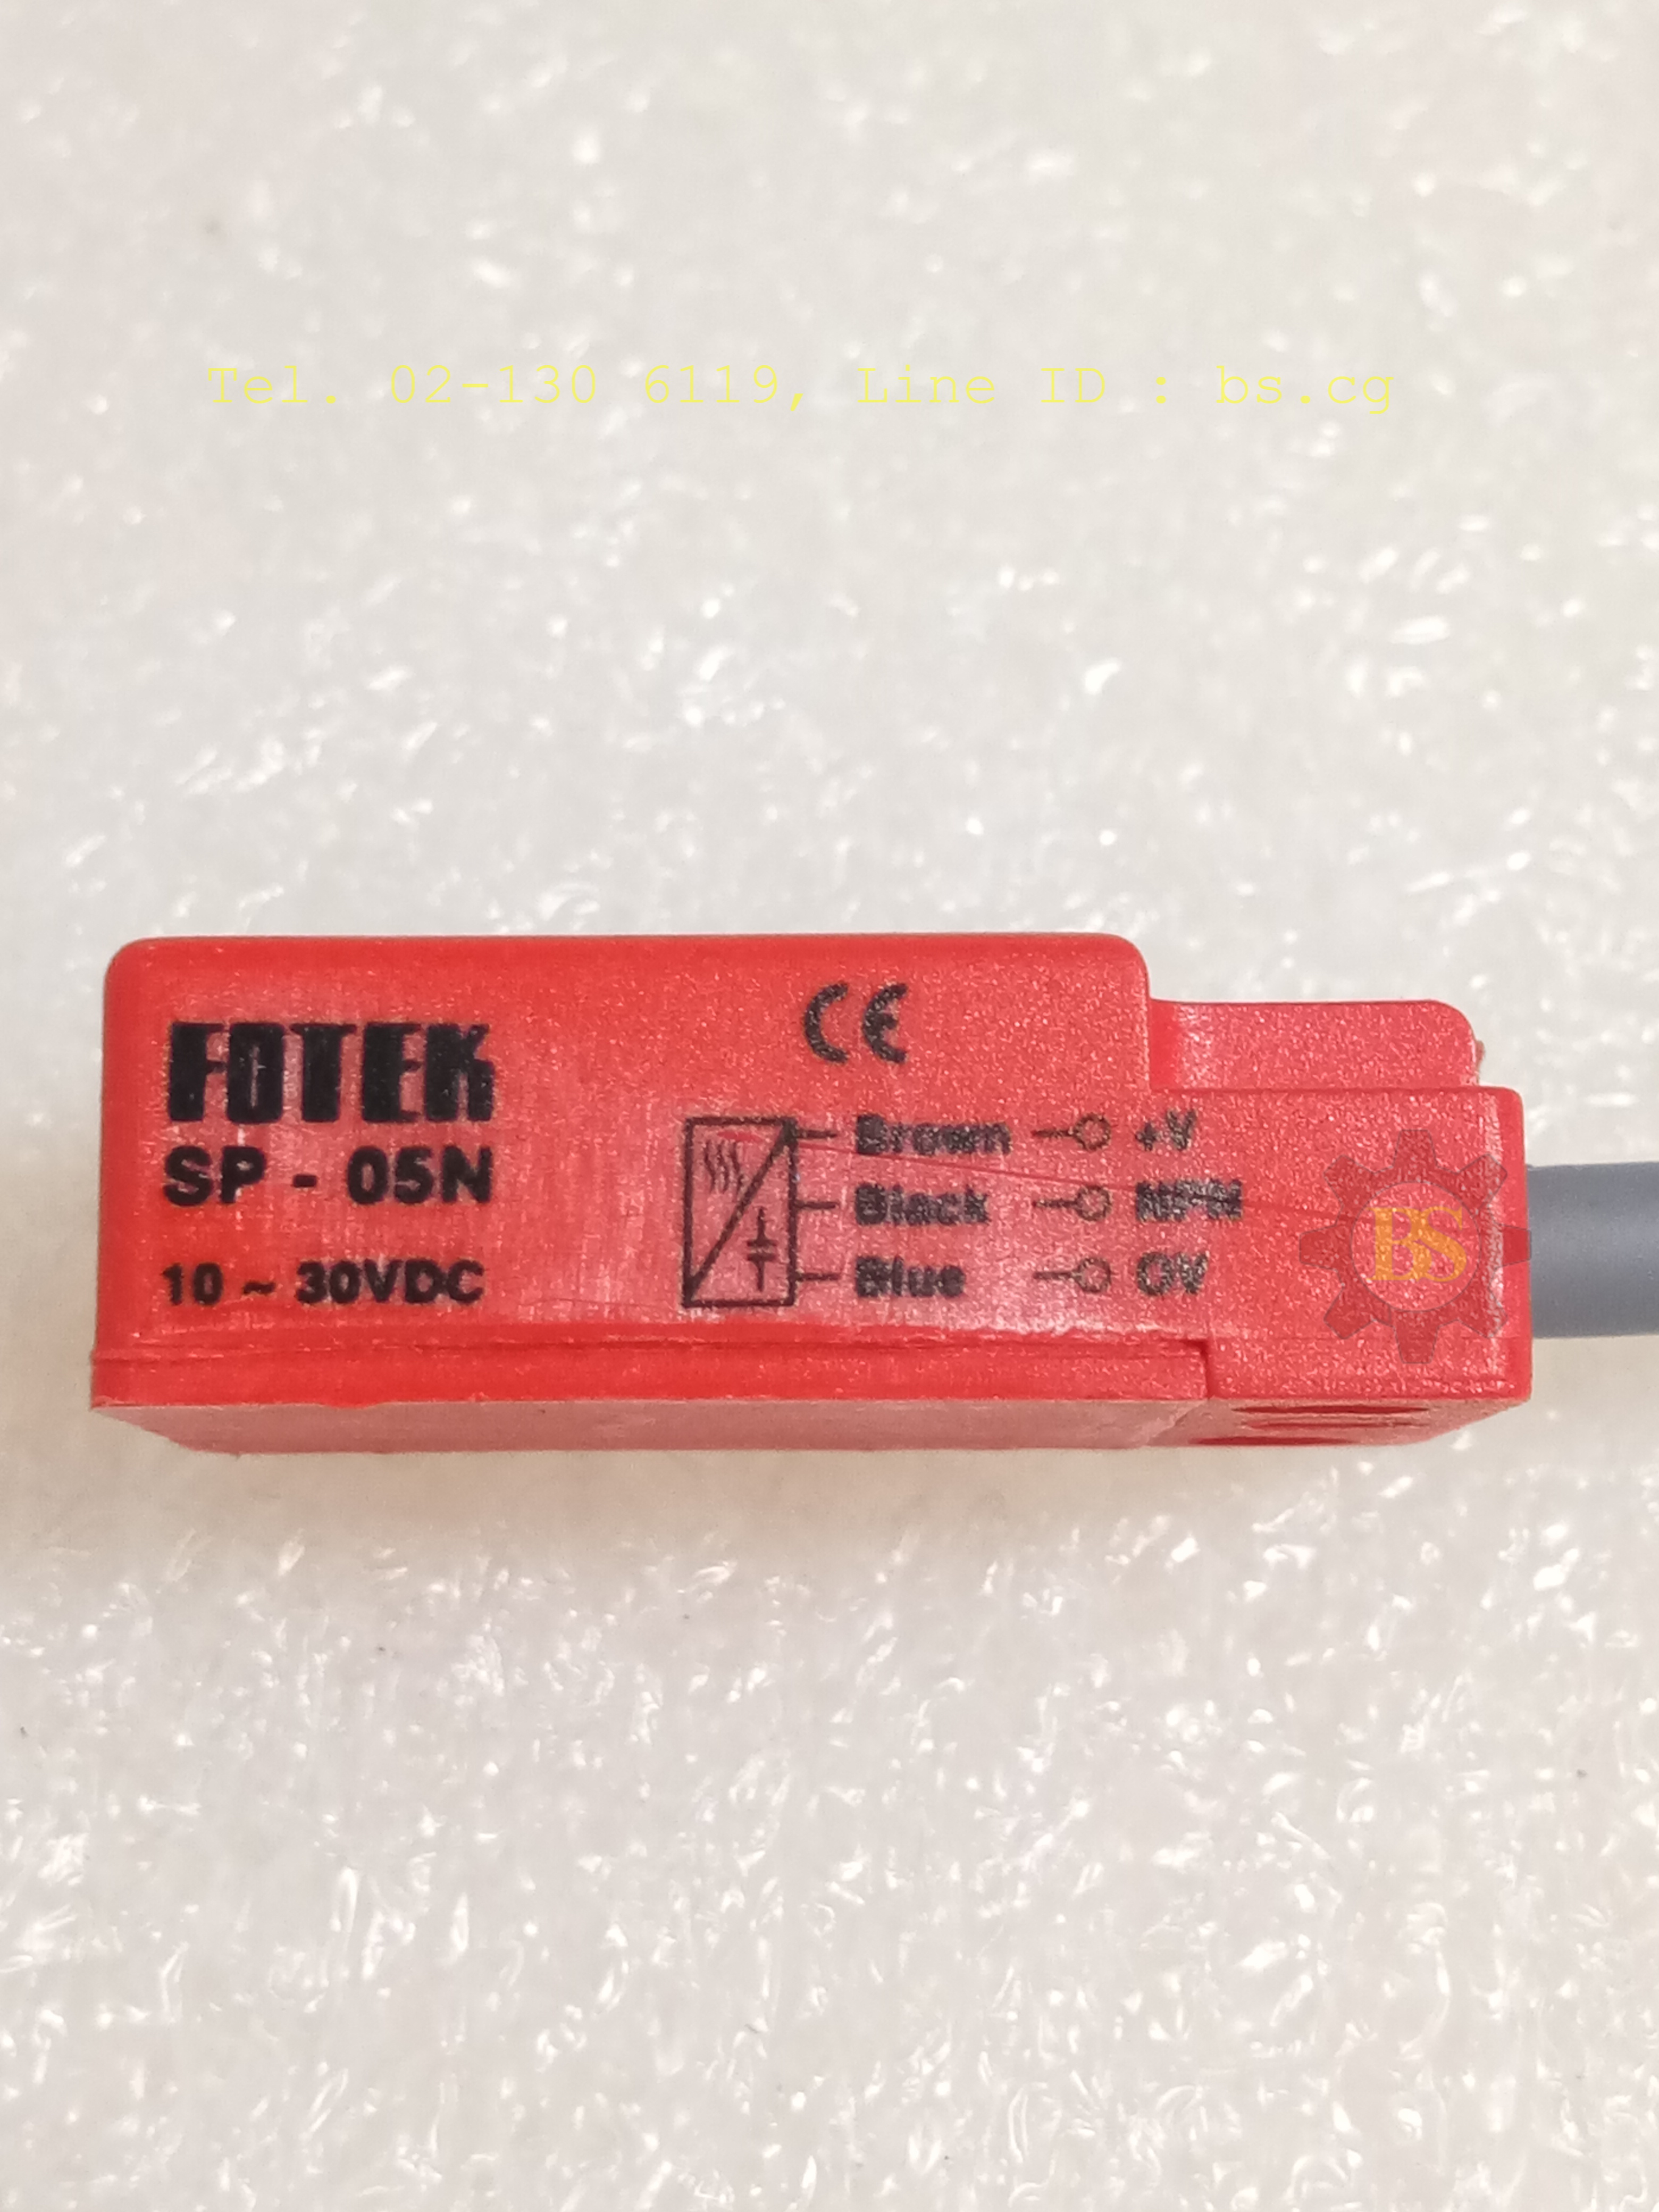 Tel. 02-130 6119, Line ID : bs.cg
CE
FOTEK
SP - 05N
10 ~ 30VDC
Brown +V
Black NPN
Blue 0V
BS